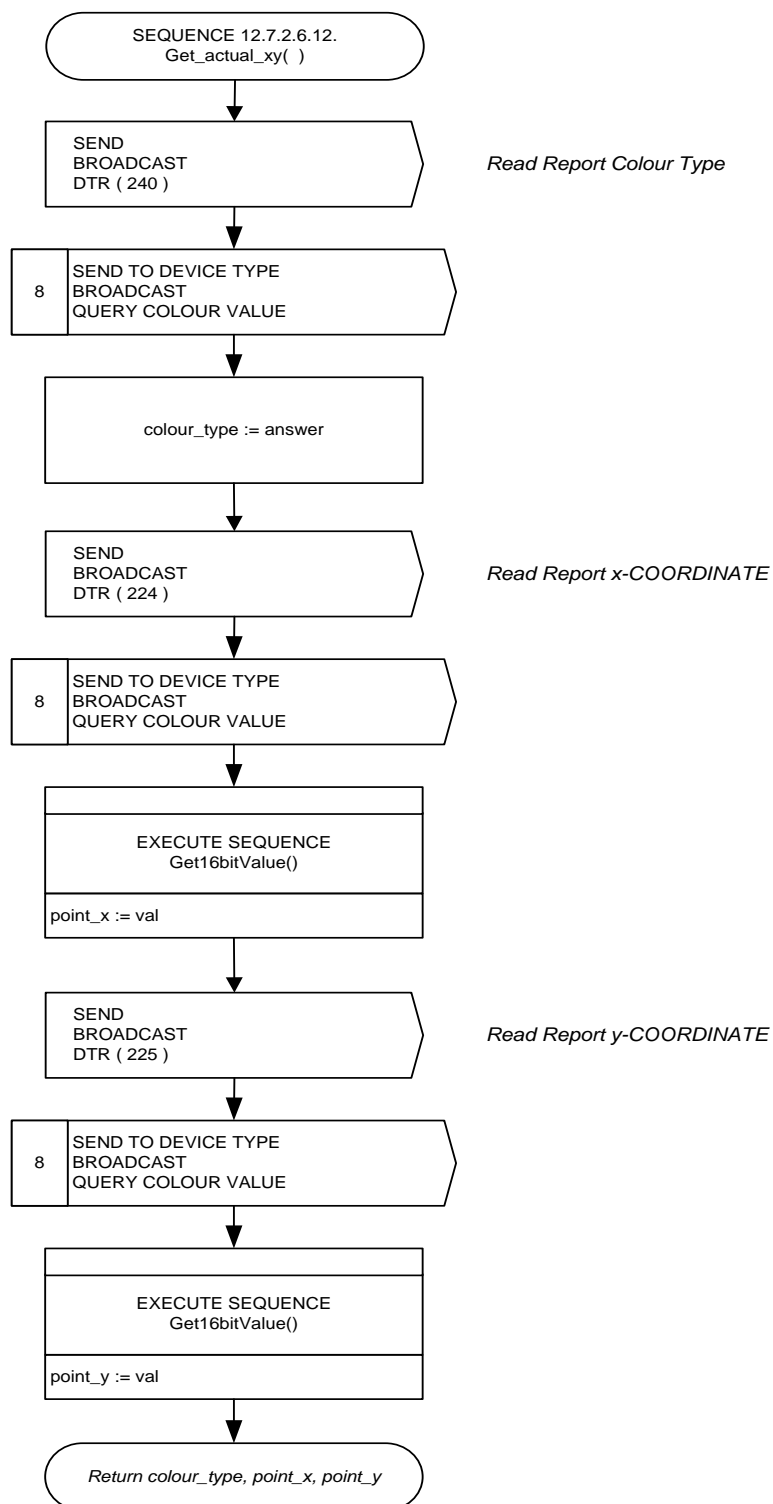 SEQUENCE 12.7.2.6.12.
Get_actual_xy( )
SEND
BROADCAST
DTR ( 240 )
Read Report Colour Type
8
SEND TO DEVICE TYPE
BROADCAST
QUERY COLOUR VALUE
colour_type := answer
SEND
BROADCAST
DTR ( 224 )
Read Report x-COORDINATE
8
SEND TO DEVICE TYPE
BROADCAST
QUERY COLOUR VALUE
EXECUTE SEQUENCE
Get16bitValue()
point_x := val
SEND
BROADCAST
DTR ( 225 )
Read Report y-COORDINATE
8
SEND TO DEVICE TYPE
BROADCAST
QUERY COLOUR VALUE
EXECUTE SEQUENCE
Get16bitValue()
point_y := val
Return colour_type, point_x, point_y